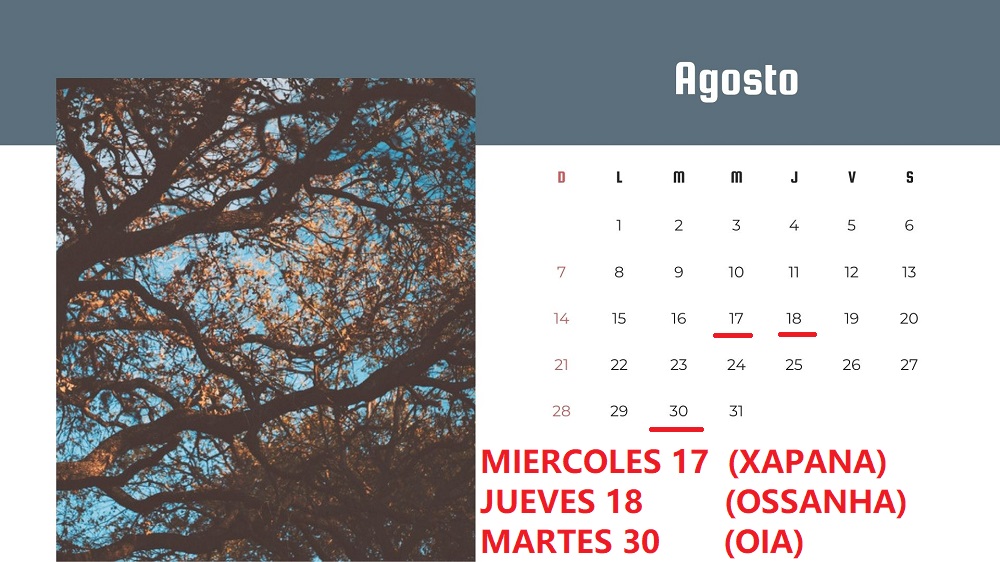 Agosto
D L M M J V S
1 2 3 4 5 6
7 8 9 10 11 12 13
14 15 16 17 18 19 20
21 22 23 24 25 26 27
28 29 30 31
MIERCOLES 17 (XAPANA)
JUEVES 18 (OSSANHA)
MARTES 30 (OIA)